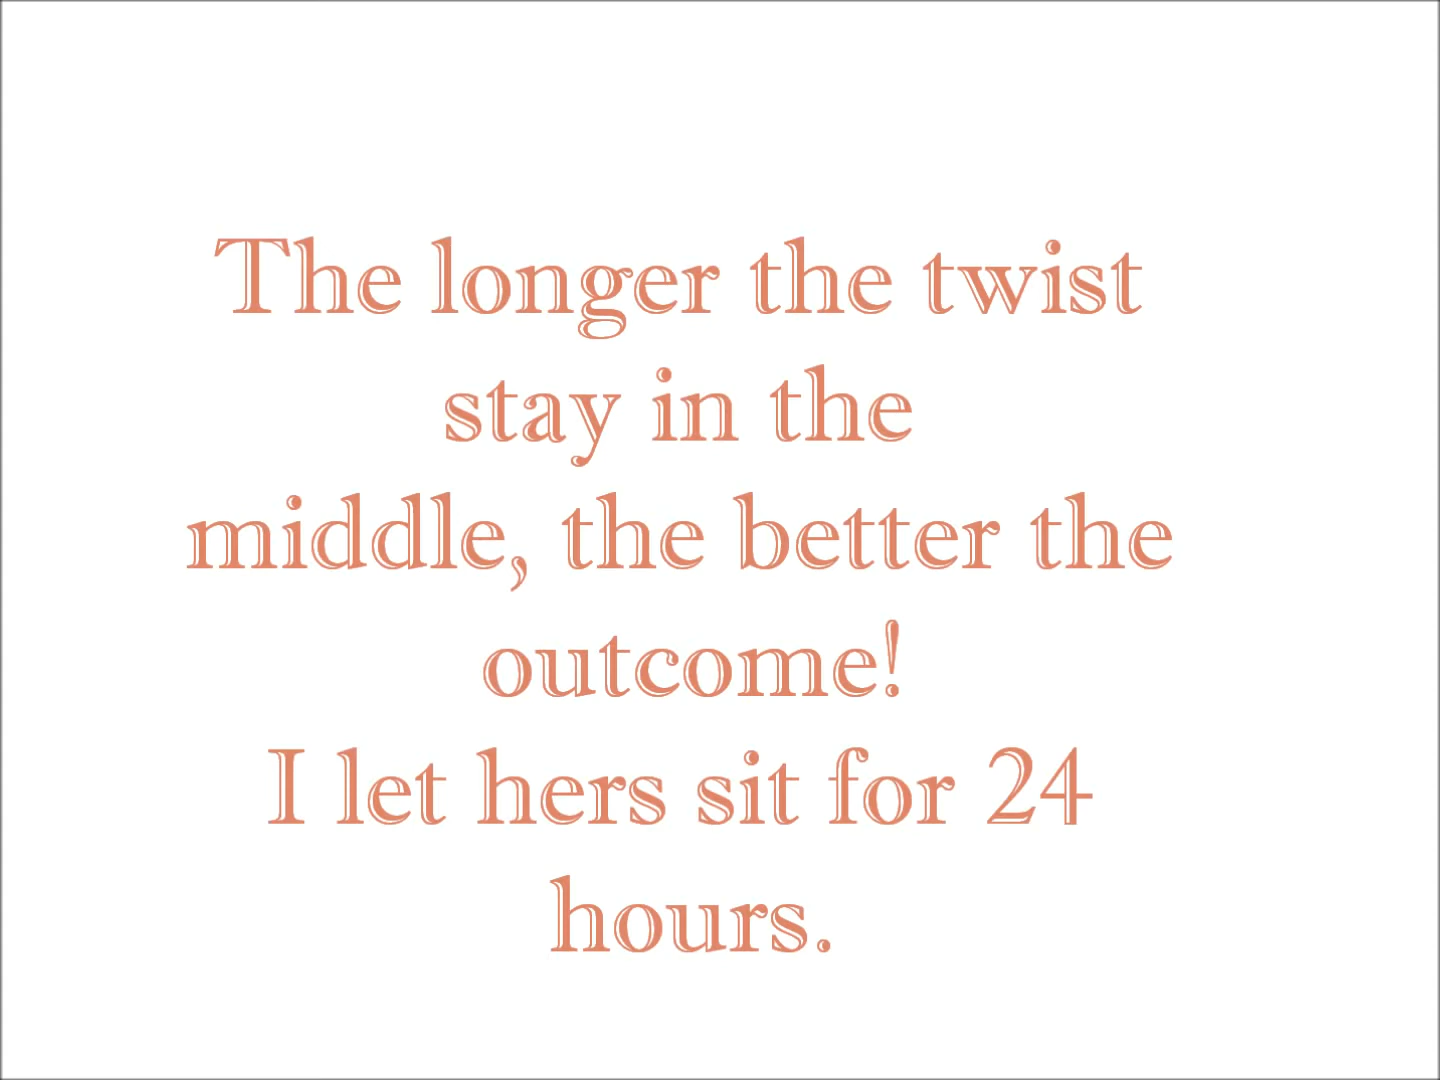 The longer the twist
stay in the
middle, the better the
outcome!
I let hers sit for 24
hours.